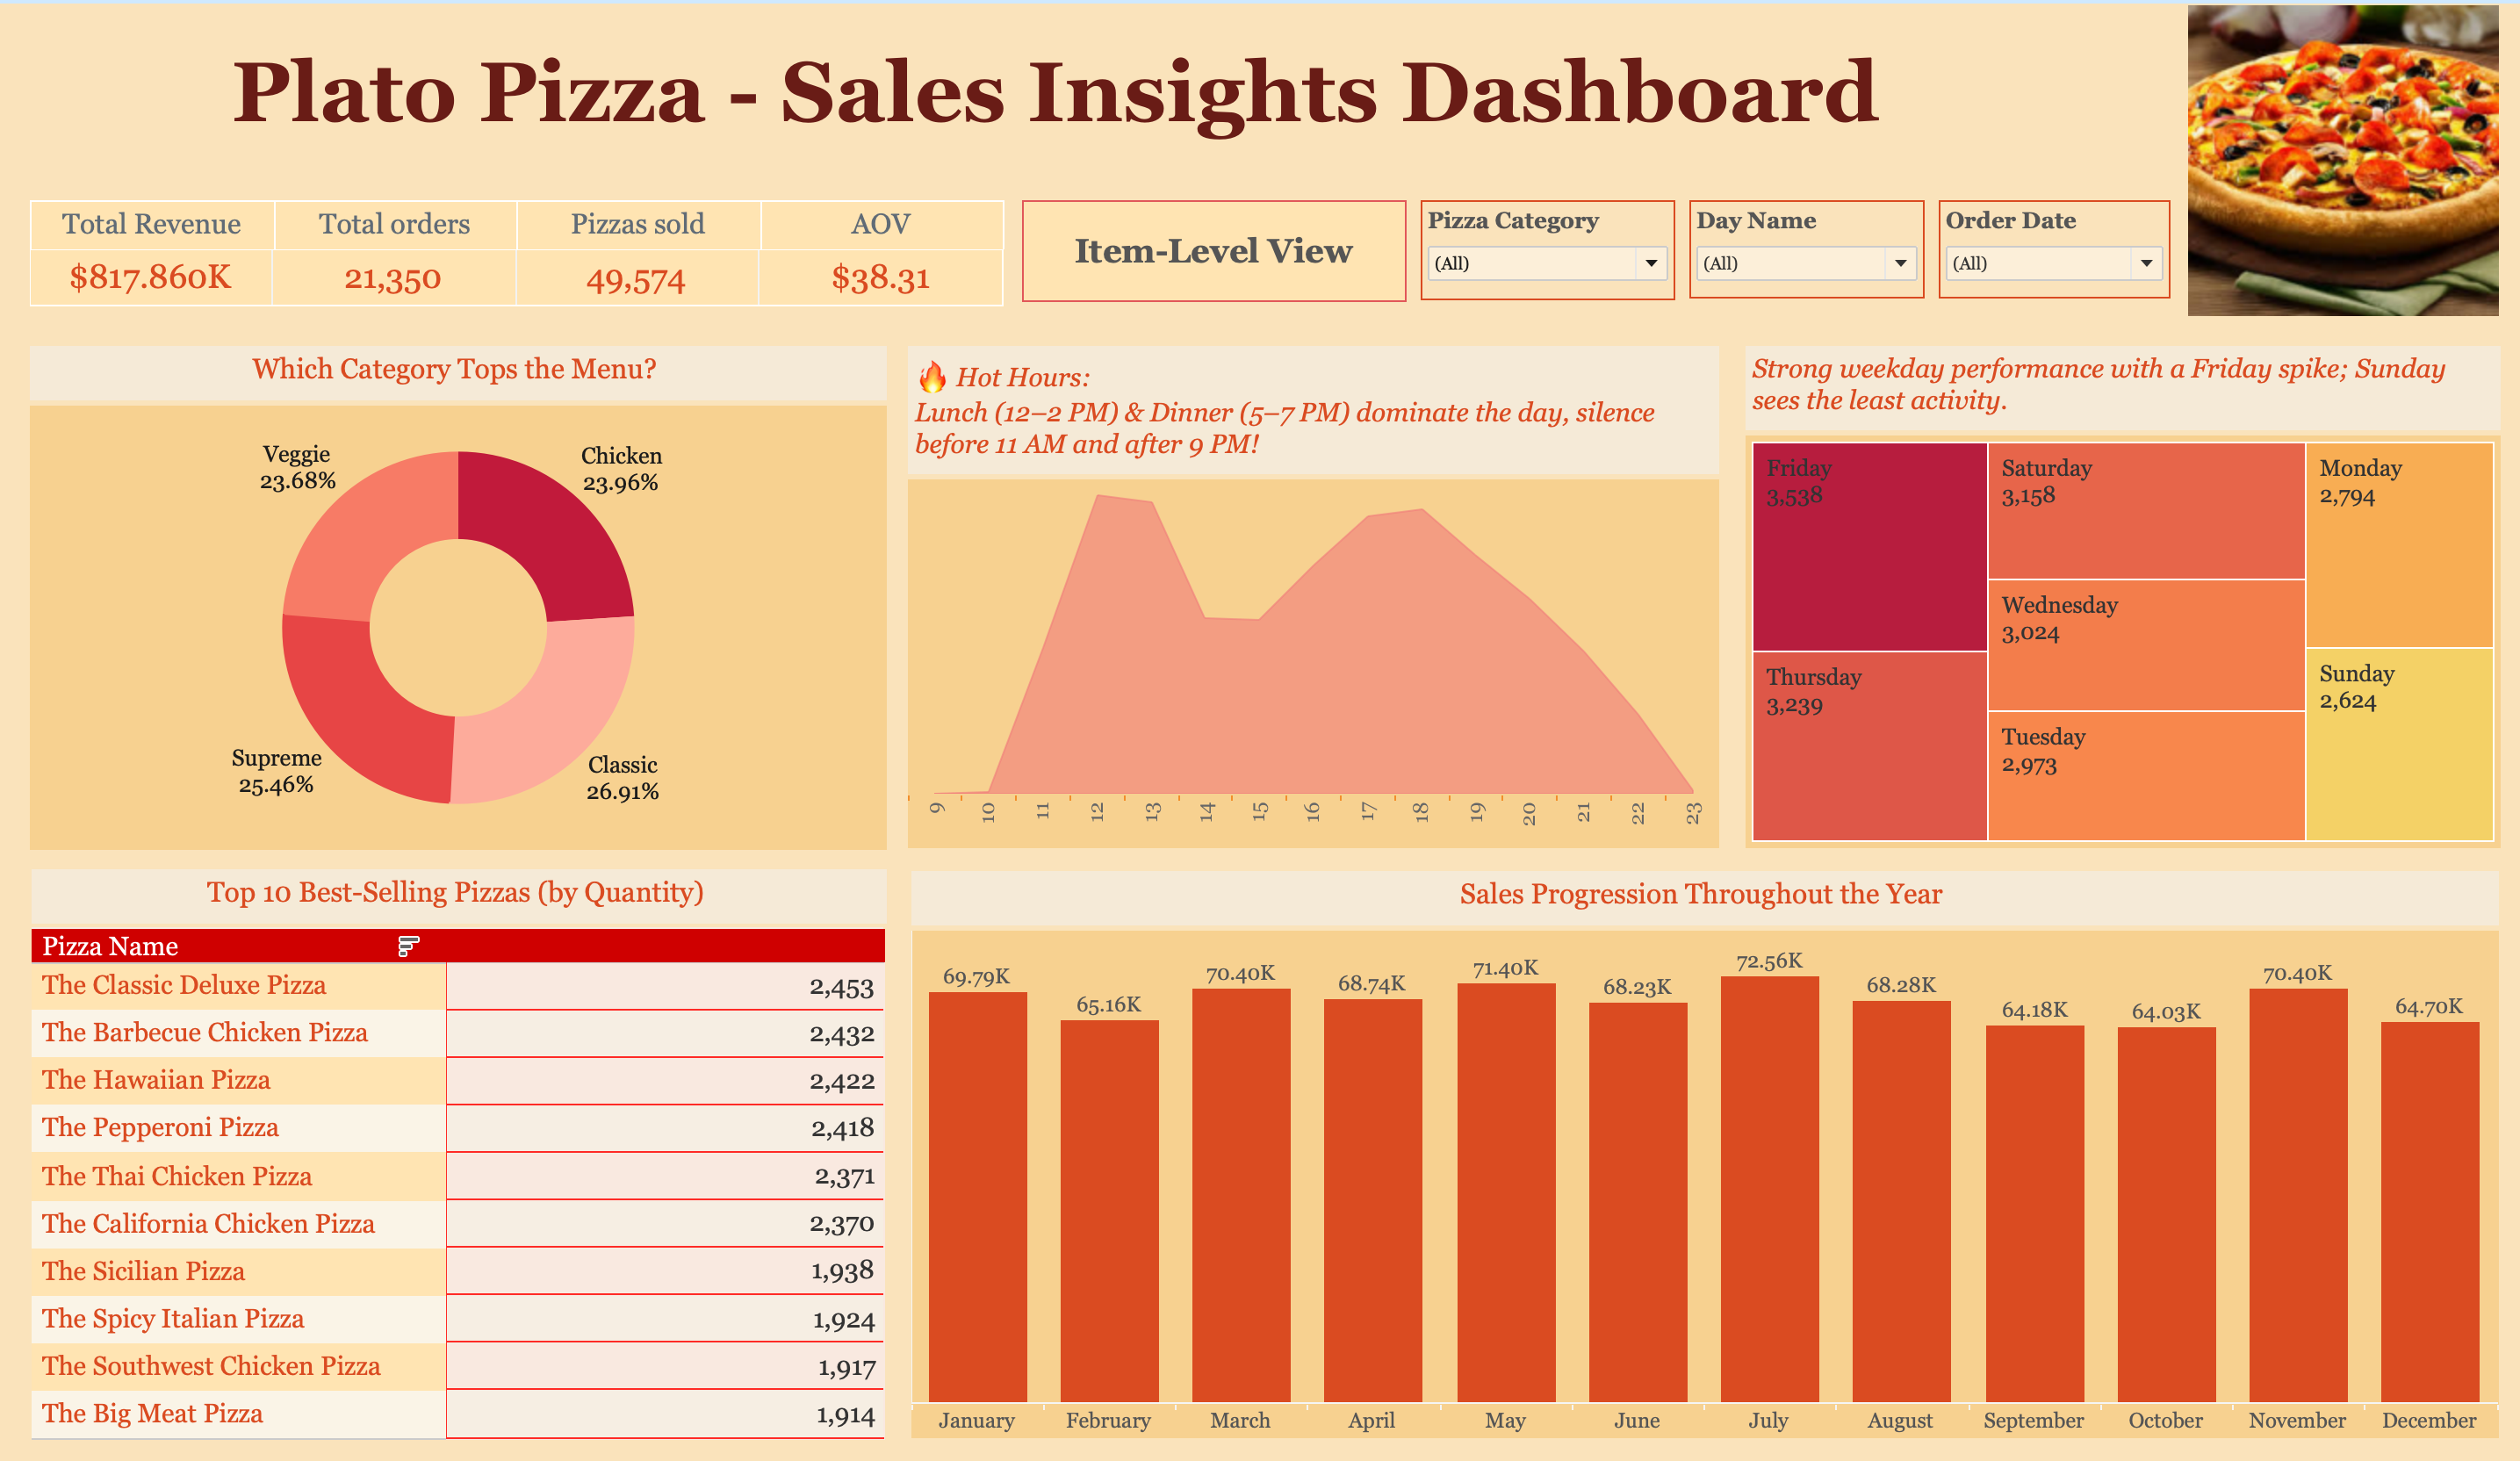 Plato Pizza - Sales Insights Dashboard
Total Revenue
Total orders
Pizzas sold
AOV
$817.860K
21,350
49,574
$38.31
Item-Level View
Pizza Category
(All)
Day Name
(All)
Order Date
(All)
Which Category Tops the Menu?
Veggie
23.68%
Chicken
23.96%
Supreme
25.46%
Classic
26.91%
🔥 Hot Hours:
Lunch (12–2 PM) & Dinner (5–7 PM) dominate the day, silence
before 11 AM and after 9 PM!
9
10
11
12
13
14
15
16
17
18
19
20
21
22
23
Strong weekday performance with a Friday spike; Sunday
sees the least activity.
Friday
3,538
Thursday
3,239
Saturday
3,158
Wednesday
3,024
Tuesday
2,973
Monday
2,794
Sunday
2,624
Top 10 Best-Selling Pizzas (by Quantity)
Pizza Name
The Classic Deluxe Pizza 2,453
The Barbecue Chicken Pizza 2,432
The Hawaiian Pizza 2,422
The Pepperoni Pizza 2,418
The Thai Chicken Pizza 2,371
The California Chicken Pizza 2,370
The Sicilian Pizza 1,938
The Spicy Italian Pizza 1,924
The Southwest Chicken Pizza 1,917
The Big Meat Pizza 1,914
Sales Progression Throughout the Year
69.79K
65.16K
70.40K
68.74K
71.40K
68.23K
72.56K
68.28K
64.18K
64.03K
70.40K
64.70K
January
February
March
April
May
June
July
August
September
October
November
December